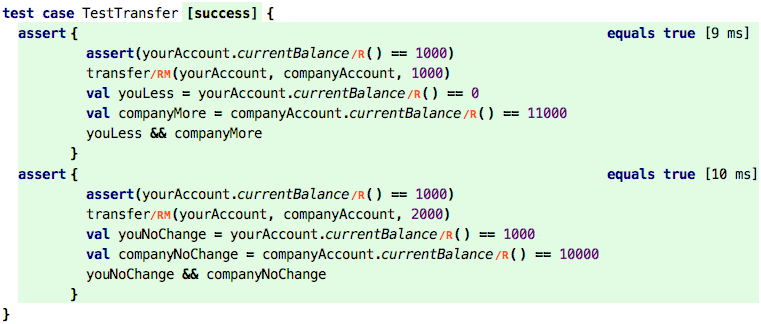 test case TestTransfer [success] {
assert { equals true [9 ms]
assert(yourAccount.currentBalance/R() == 1000)
transfer/RM(yourAccount, companyAccount, 1000)
val youLess = yourAccount.currentBalance/R() == 0
val companyMore = companyAccount.currentBalance/R() == 11000
youLess && companyMore
}
assert { equals true [10 ms]
assert(yourAccount.currentBalance/R() == 1000)
transfer/RM(yourAccount, companyAccount, 2000)
val youNoChange = yourAccount.currentBalance/R() == 1000
val companyNoChange = companyAccount.currentBalance/R() == 10000
youNoChange && companyNoChange
}
}